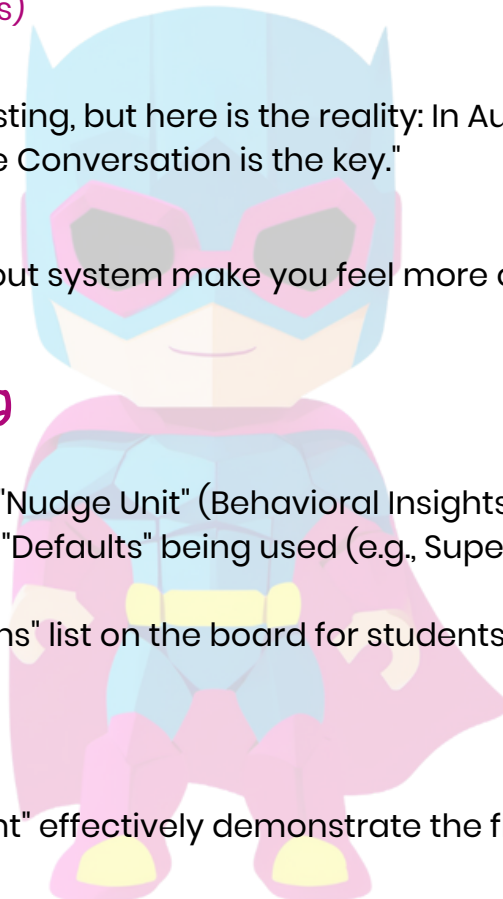 s)
sting, but here is the reality: In Au
e Conversation is the key."
out system make you feel more
g
"Nudge Unit" (Behavioral Insights
"Defaults" being used (e.g., Supe
ns" list on the board for students
nt" effectively demonstrate the f